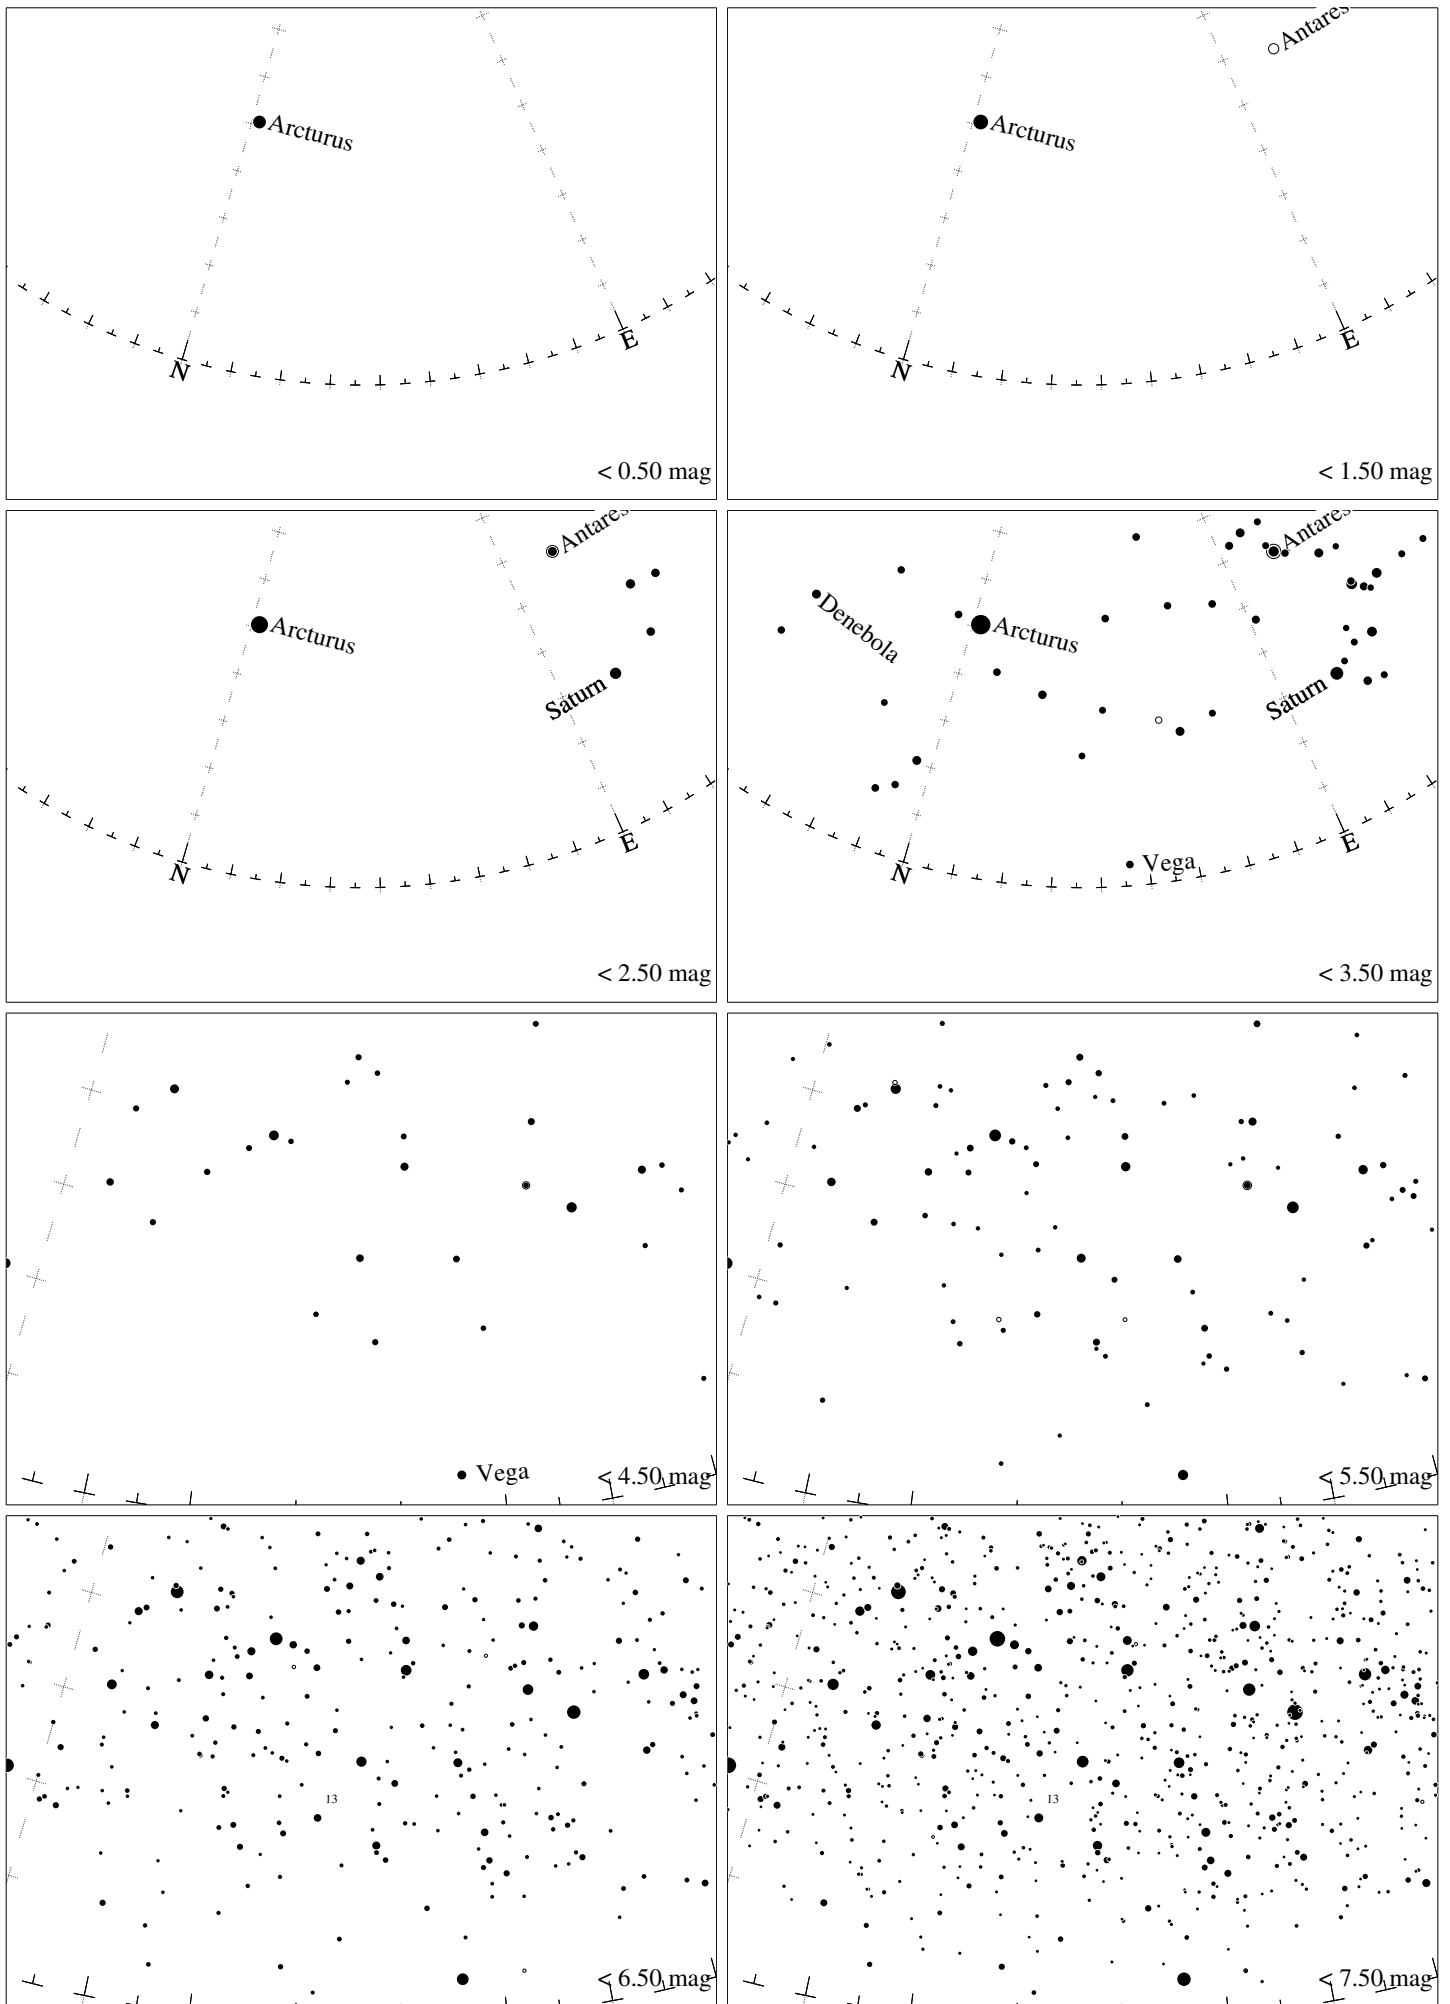 Arcturus
N
E
< 0.50 mag
Antares
Arcturus
N
E
< 1.50 mag
Antares
Arcturus
Saturn
N
E
< 2.50 mag
Antares
Denebola
Arcturus
Saturn
N
E
Vega
< 3.50 mag
Vega
< 4.50 mag
< 5.50 mag
13
< 6.50 mag
13
< 7.50 mag